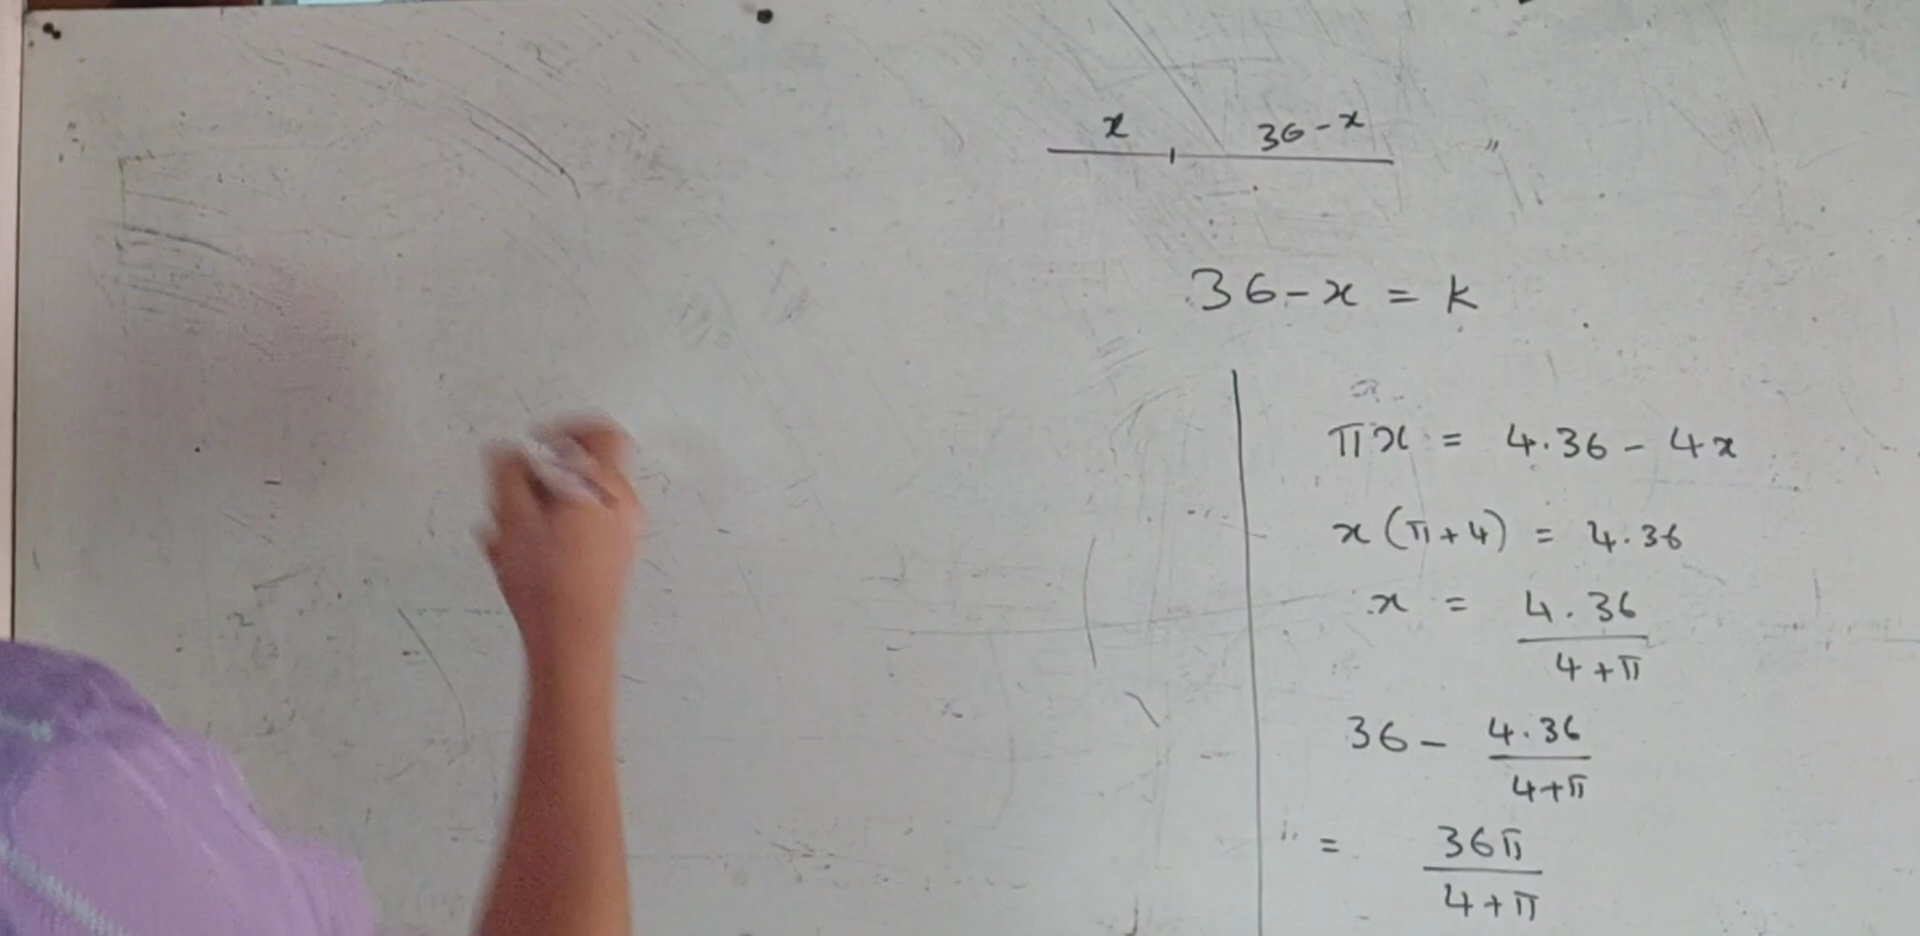 x 36-x
36-x = k
πx = 4.36 - 4x
x(π+4) = 4.36
x = 4.36 / 4+π
36 - 4.36 / 4+π
= 36π / 4+π